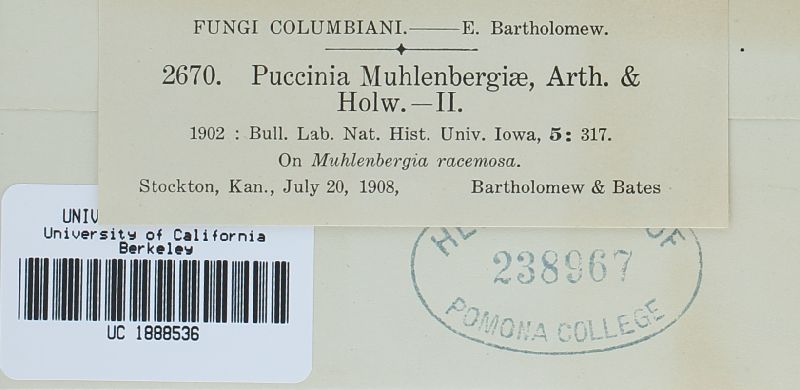 FUNGI COLUMBIANI.——E. Bartholomew.
2670. Puccinia Muhlenbergiæ, Arth. &
Holw.—II.
1902 : Bull. Lab. Nat. Hist. Univ. Iowa, 5: 317.
On Muhlenbergia racemosa.
Stockton, Kan., July 20, 1908, Bartholomew & Bates
University of California
Berkeley
UC 1888536
OF
238967
POMONA COLLEGE